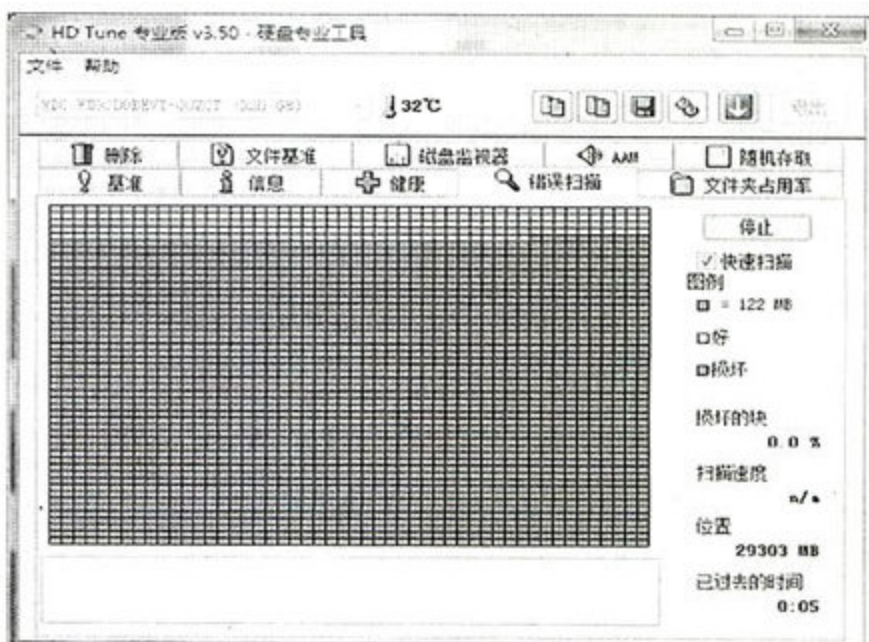 HD Tune 专业版 v3.50 - 硬盘专业工具
文件 帮助
32℃
删除 文件基准 磁盘监视器 AAM 随机存取
基准 信息 健康 错误扫描 文件夹占用率
停止
快速扫描
图例
= 122 MB
好
损坏
损坏的块
0.0 %
扫描速度
n/a
位置
29303 MB
已过去的时间
0:05